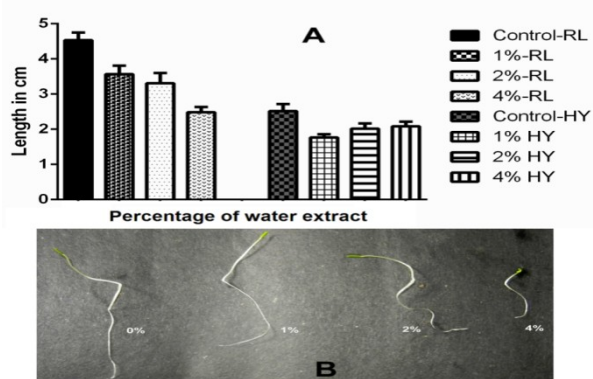 5
4
3
2
1
0
Length in cm
A
Control-RL
1%-RL
2%-RL
4%-RL
Control-HY
1% HY
2% HY
4% HY
Percentage of water extract
0%
1%
2%
4%
B